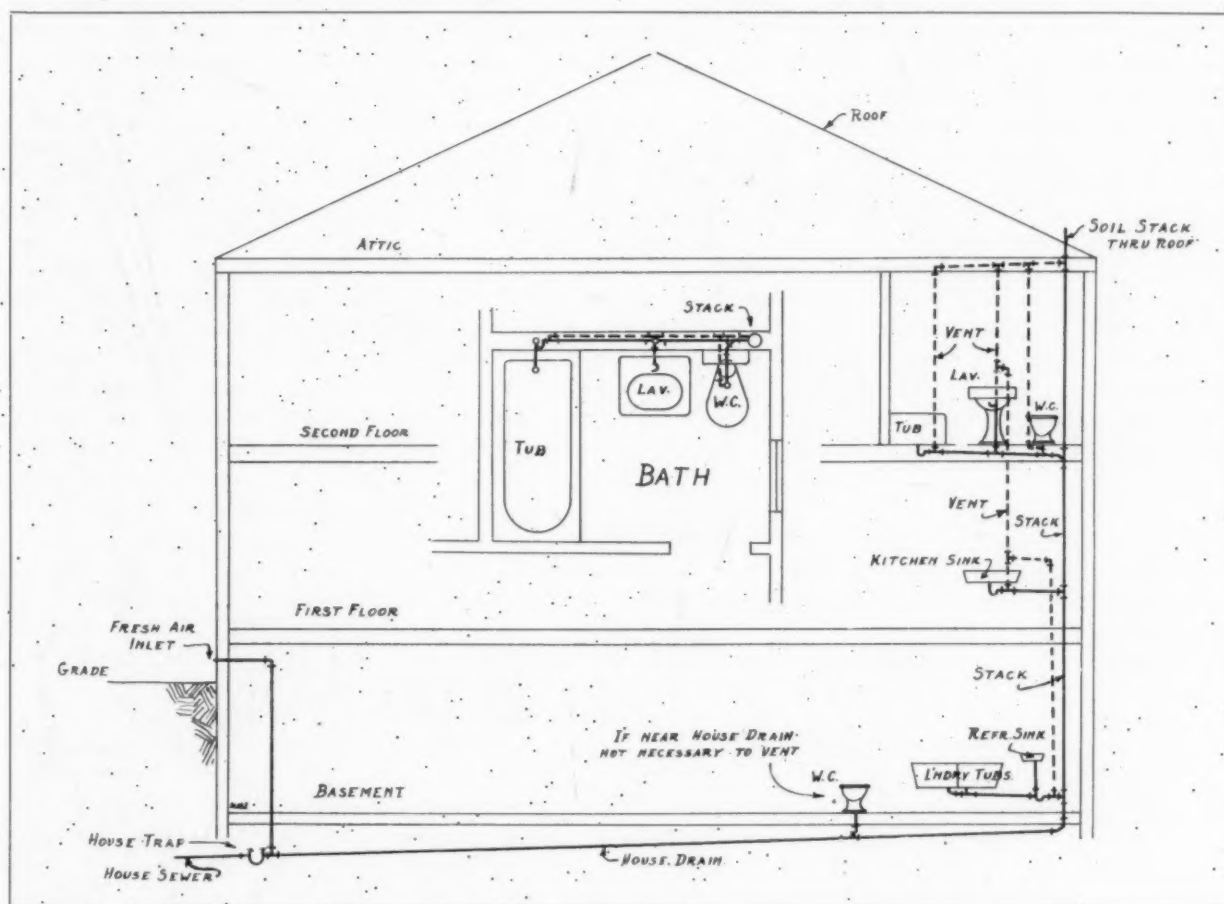 ROOF
SOIL STACK
THRU ROOF
ATTIC
STACK
VENT
LAV.
LAV.
W.C.
W.C.
TUB
SECOND FLOOR
TUB
BATH
VENT
STACK
KITCHEN SINK
FIRST FLOOR
FRESH AIR
INLET
GRADE
STACK
IF NEAR HOUSE DRAIN
NOT NECESSARY TO VENT
REFR. SINK
W.C.
L'NDRY TUBS.
BASEMENT
HOUSE TRAP
HOUSE DRAIN
HOUSE SEWER